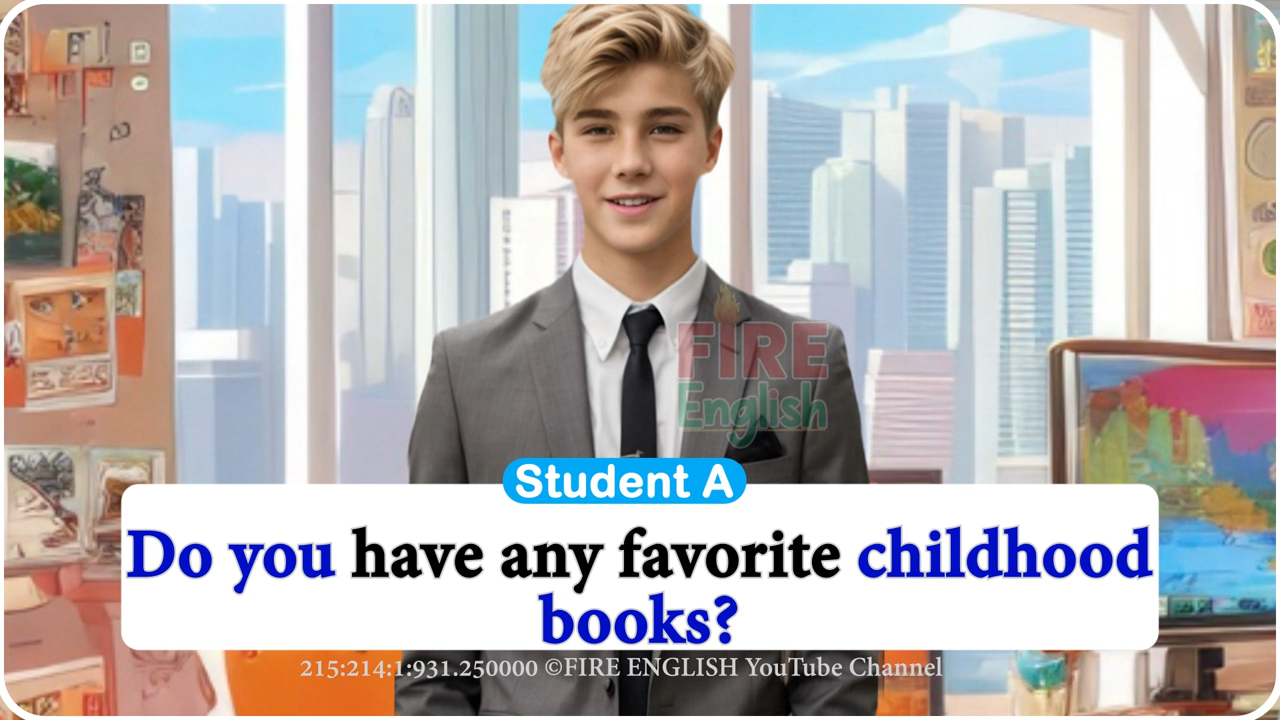 FIRE
English
Student A
Do you have any favorite childhood
books?
215:214:1:931.250000 ©FIRE ENGLISH YouTube Channel